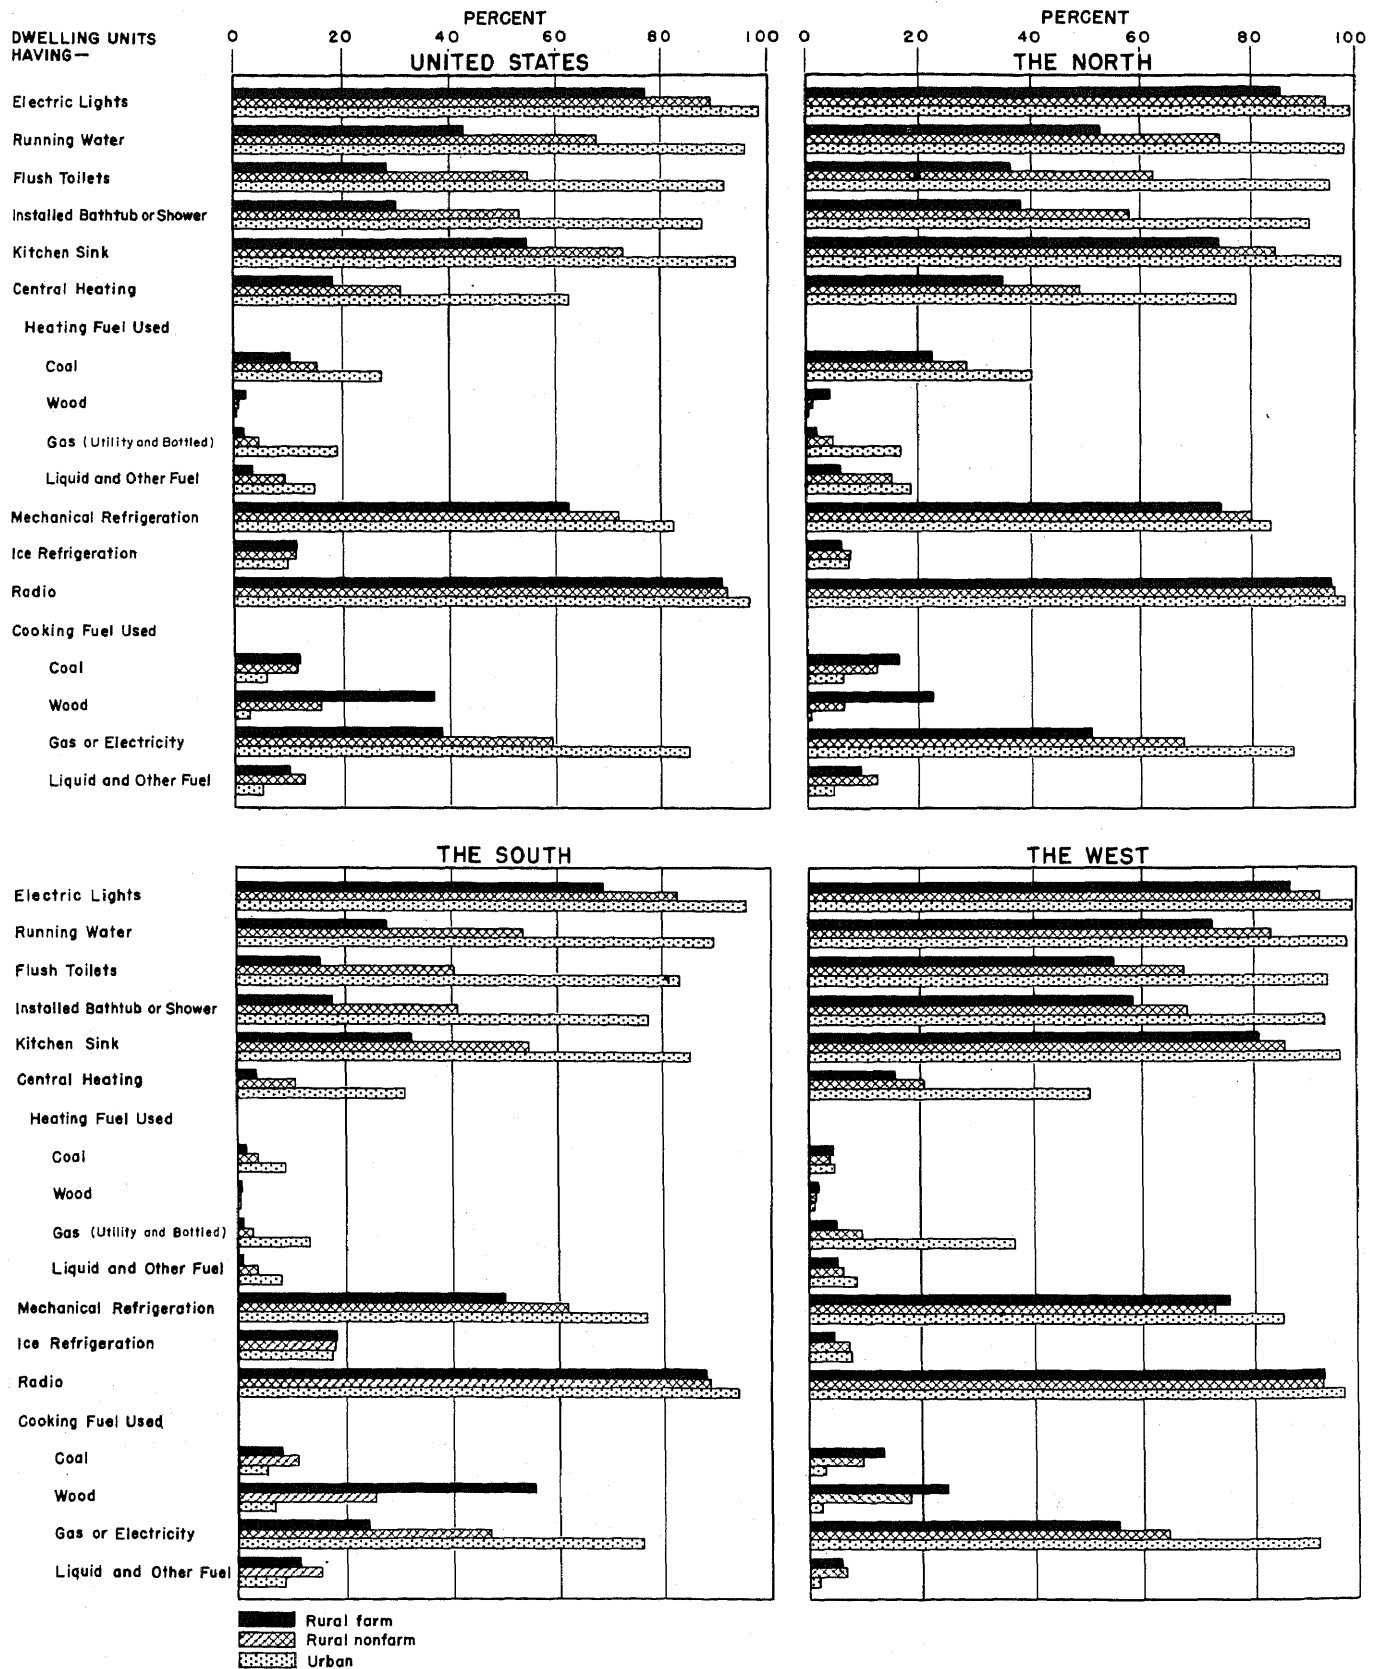 PERCENT
PERCENT
DWELLING UNITS
HAVING—
0 20 40 60 80 100
0 20 40 60 80 100
UNITED STATES
THE NORTH
Electric Lights
Running Water
Flush Toilets
Installed Bathtub or Shower
Kitchen Sink
Central Heating
Heating Fuel Used
Coal
Wood
Gas (Utility and Bottled)
Liquid and Other Fuel
Mechanical Refrigeration
Ice Refrigeration
Radio
Cooking Fuel Used
Coal
Wood
Gas or Electricity
Liquid and Other Fuel
THE SOUTH
THE WEST
Electric Lights
Running Water
Flush Toilets
Installed Bathtub or Shower
Kitchen Sink
Central Heating
Heating Fuel Used
Coal
Wood
Gas (Utility and Bottled)
Liquid and Other Fuel
Mechanical Refrigeration
Ice Refrigeration
Radio
Cooking Fuel Used
Coal
Wood
Gas or Electricity
Liquid and Other Fuel
Rural farm
Rural nonfarm
Urban